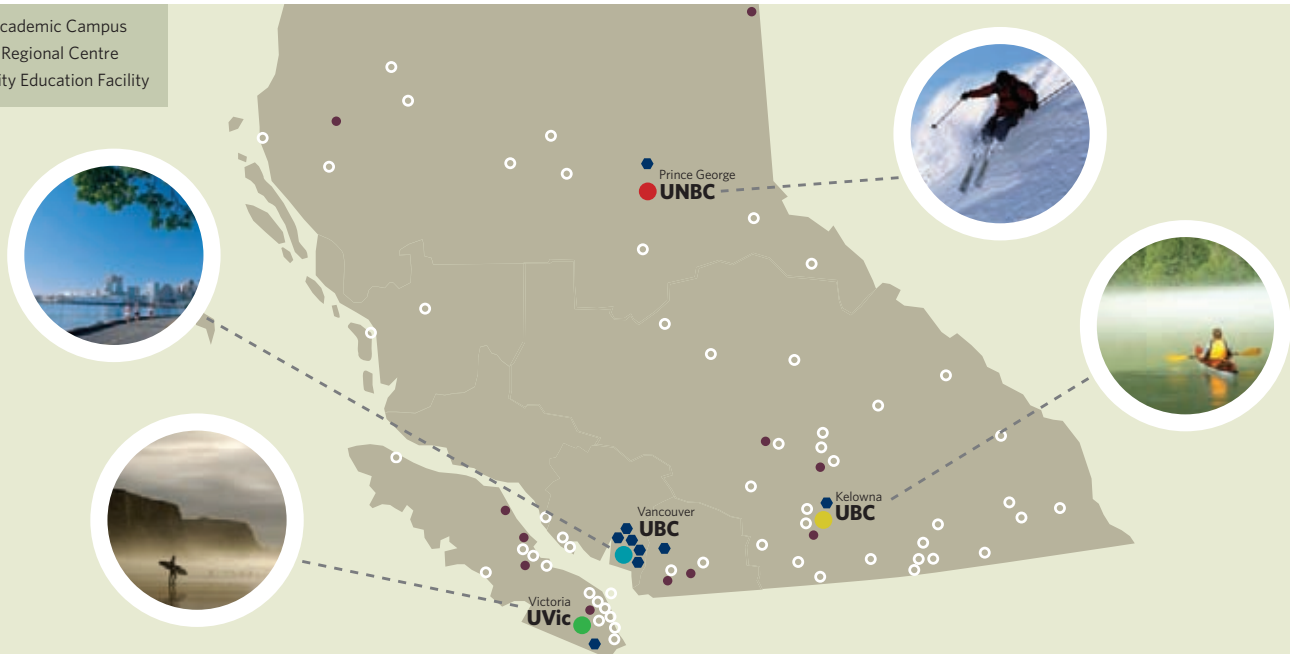 cademic Campus
Regional Centre
ity Education Facility
Prince George
UNBC
Kelowna
UBC
Vancouver
UBC
Victoria
UVic